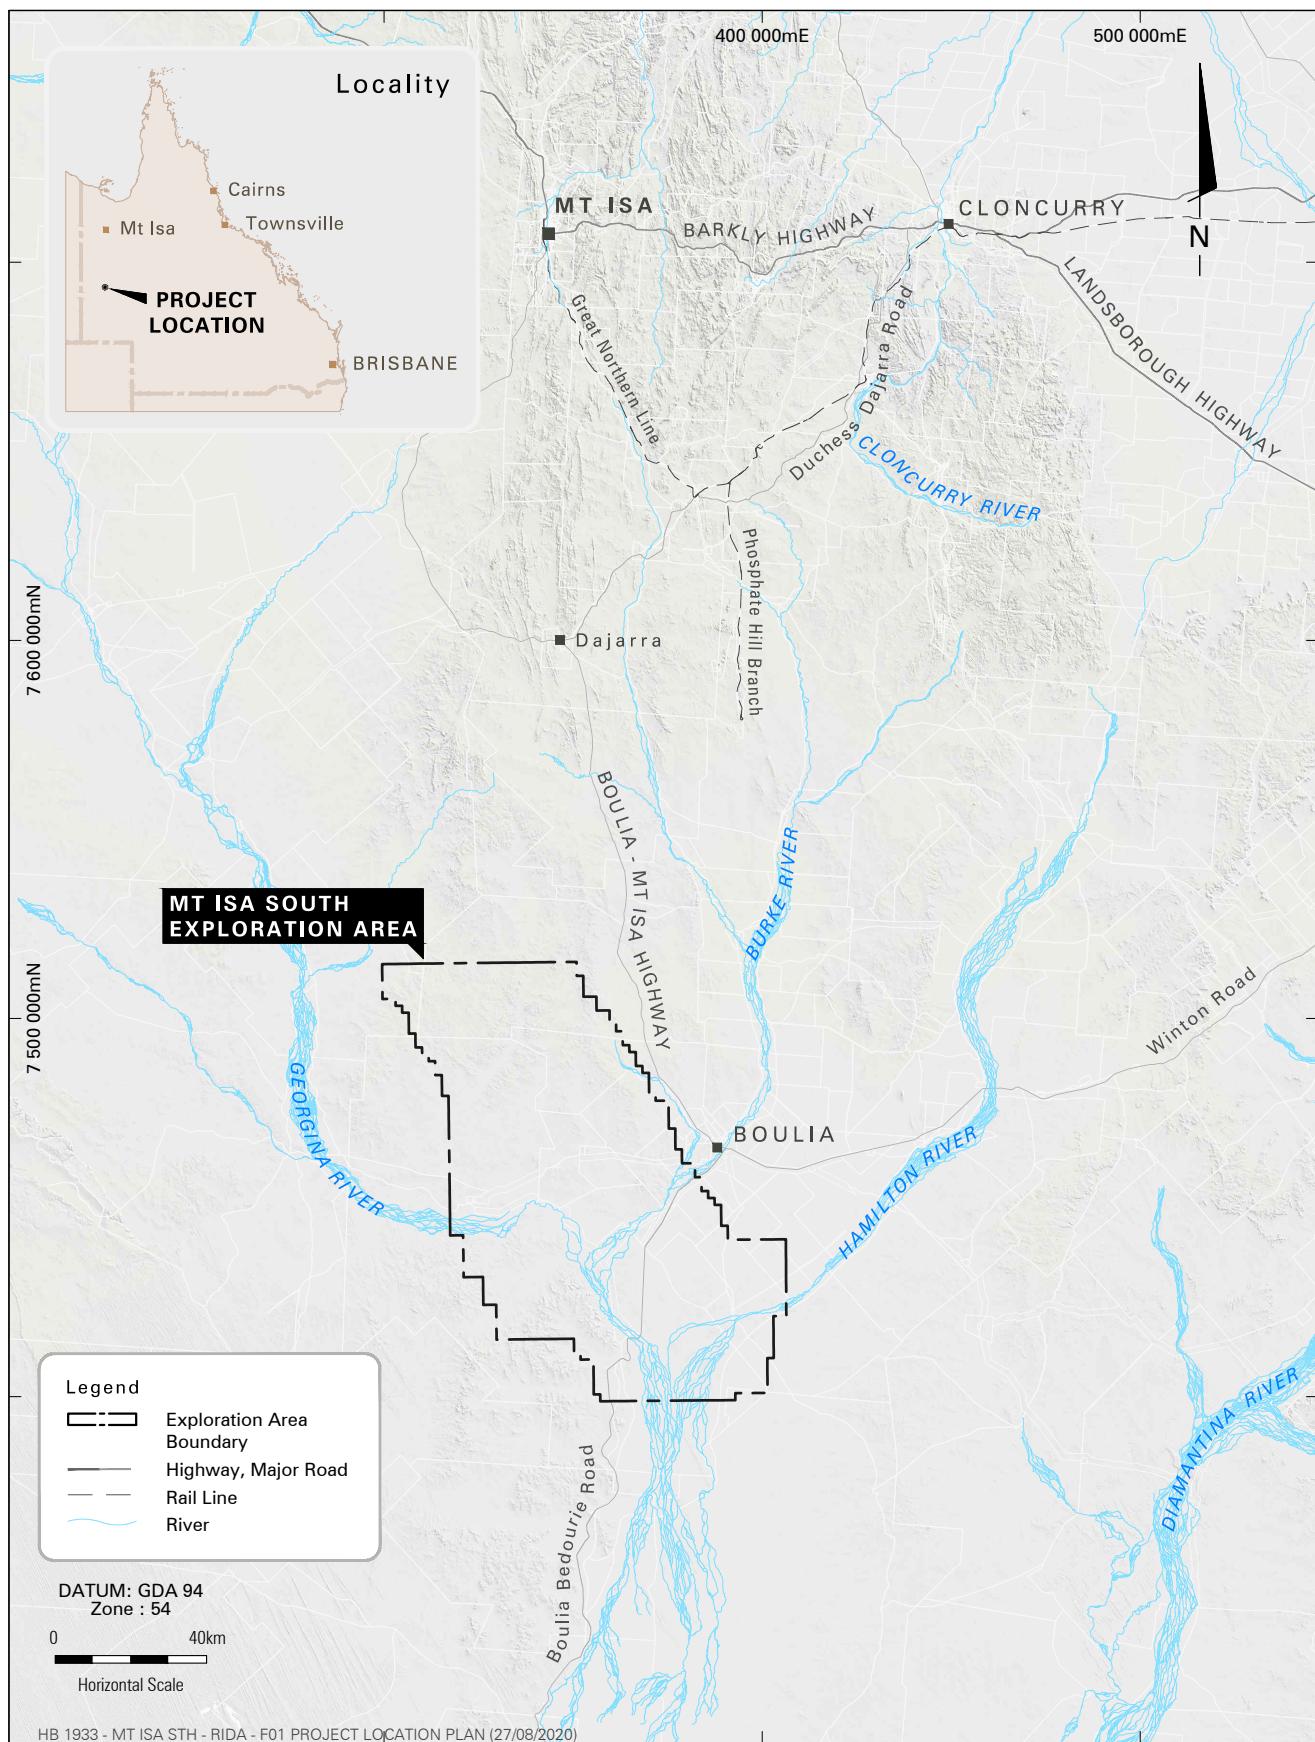 400 000mE
500 000mE
Locality
Cairns
Townsville
Mt Isa
PROJECT
LOCATION
BRISBANE
MT ISA
BARKLY HIGHWAY
CLONCURRY
N
LANDSBOROUGH HIGHWAY
Great Northern Line
Duchess Dajarra Road
CLONCURRY RIVER
Phosphate Hill Branch
7 600 000mN
Dajarra
BOULIA - MT ISA HIGHWAY
BURKE RIVER
MT ISA SOUTH
EXPLORATION AREA
7 500 000mN
Winton Road
GEORGINA RIVER
BOULIA
HAMILTON RIVER
DIAMANTINA RIVER
Boulia Bedourie Road
Legend
Exploration Area
Boundary
Highway, Major Road
Rail Line
River
DATUM: GDA 94
Zone : 54
0 40km
Horizontal Scale
HB 1933 - MT ISA STH - RIDA - F01 PROJECT LOCATION PLAN (27/08/2020)